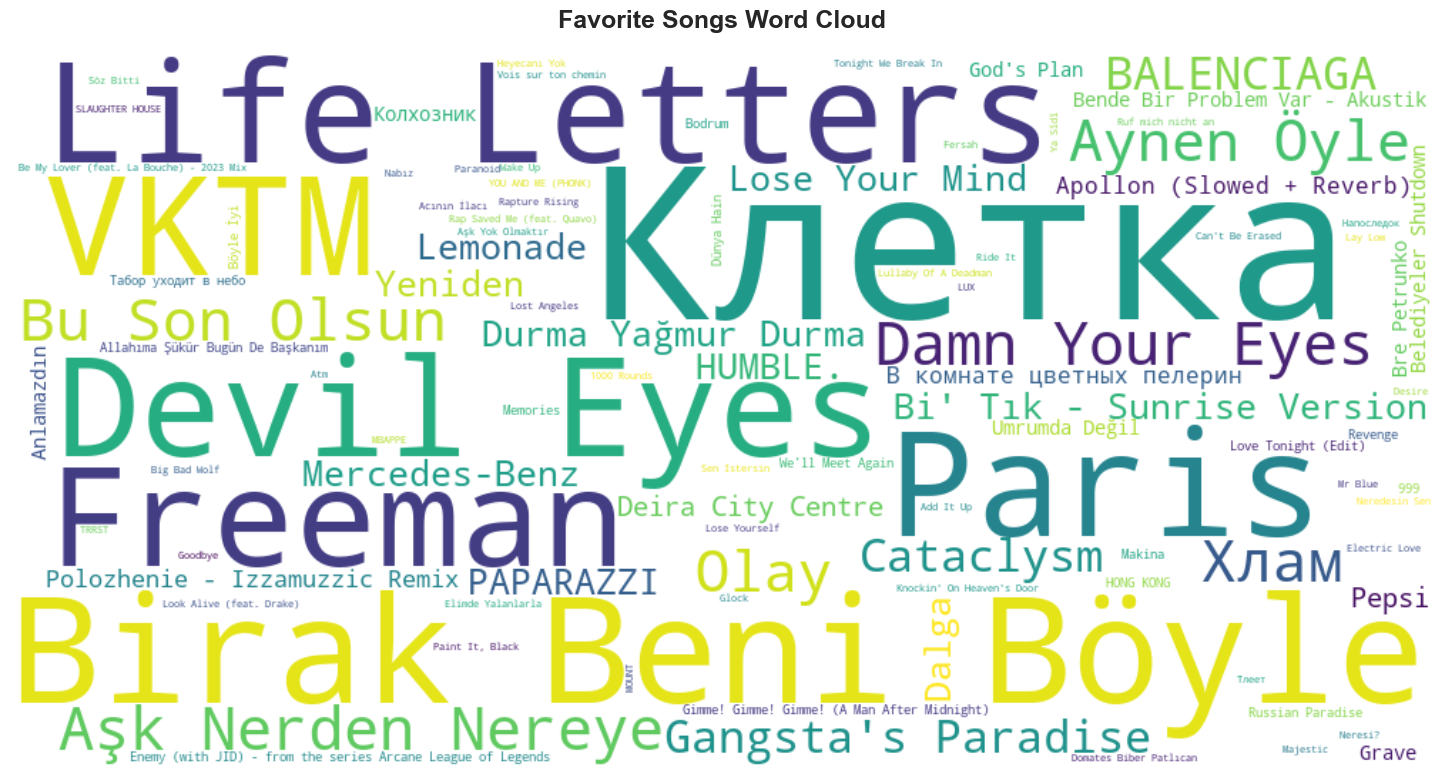 Favorite Songs Word Cloud
Life Letters
Söz Bitti
SLAUGHTER HOUSE
Колхозник
Heyecanı Yok
Vois sur ton chemin
Tonight We Break In
God's Plan
BALENCIAGA
Bende Bir Problem Var - Akustik
Bodrum
Ruf mich nicht an
Ya Sidi
Aynen Öyle
Fersah
Be My Lover (feat. La Bouche) - 2023 Mix
Nabız
Paranoid
Wake Up
YOU AND ME (PHONK)
Lose Your Mind
Apollon (Slowed + Reverb)
VKTM
Böyle İyi
Acının İlacı
Rapture Rising
Rap Saved Me (feat. Quavo)
Aşk Yok Olmaktır
Клетка
Dünya Hain
Lemonade
Can't Be Erased
Напоследок
Lay Low
Ride It
Lullaby Of A Deadman
LUX
Табор уходит в небо
Yeniden
Lost Angeles
Bre Petrunko
Belediyeler Shutdown
Bu Son Olsun
Durma Yağmur Durma
Damn Your Eyes
Allahıma Şükür Bugün De Başkanım
Anlamazdın
Devil Eyes
Atm
HUMBLE.
1000 Rounds
В комнате цветных пелерин
Desire
Memories
Bi' Tık - Sunrise Version
Umrumda Değil
MBAPPE
Paris
Revenge
Love Tonight (Edit)
Big Bad Wolf
Mercedes-Benz
Sen İstersin
We'll Meet Again
Freeman
Mr Blue
999
Neredesin Sen
Deira City Centre
Add It Up
TRRST
Lose Yourself
Goodbye
Cataclysm
Makina
Хлам
Electric Love
Polozhenie - Izzamuzzic Remix
PAPARAZZI
Olay
Knockin' On Heaven's Door
HONG KONG
Pepsi
Birak Beni Böyle
Look Alive (feat. Drake)
Elimde Yalanlarla
Glock
Dalga
Paint It, Black
MOUNT
Тлеет
Aşk Nerden Nereye
Gimme! Gimme! Gimme! (A Man After Midnight)
Russian Paradise
Gangsta's Paradise
Neresi?
Enemy (with JID) - from the series Arcane League of Legends
Domates Biber Patlıcan
Majestic
Grave